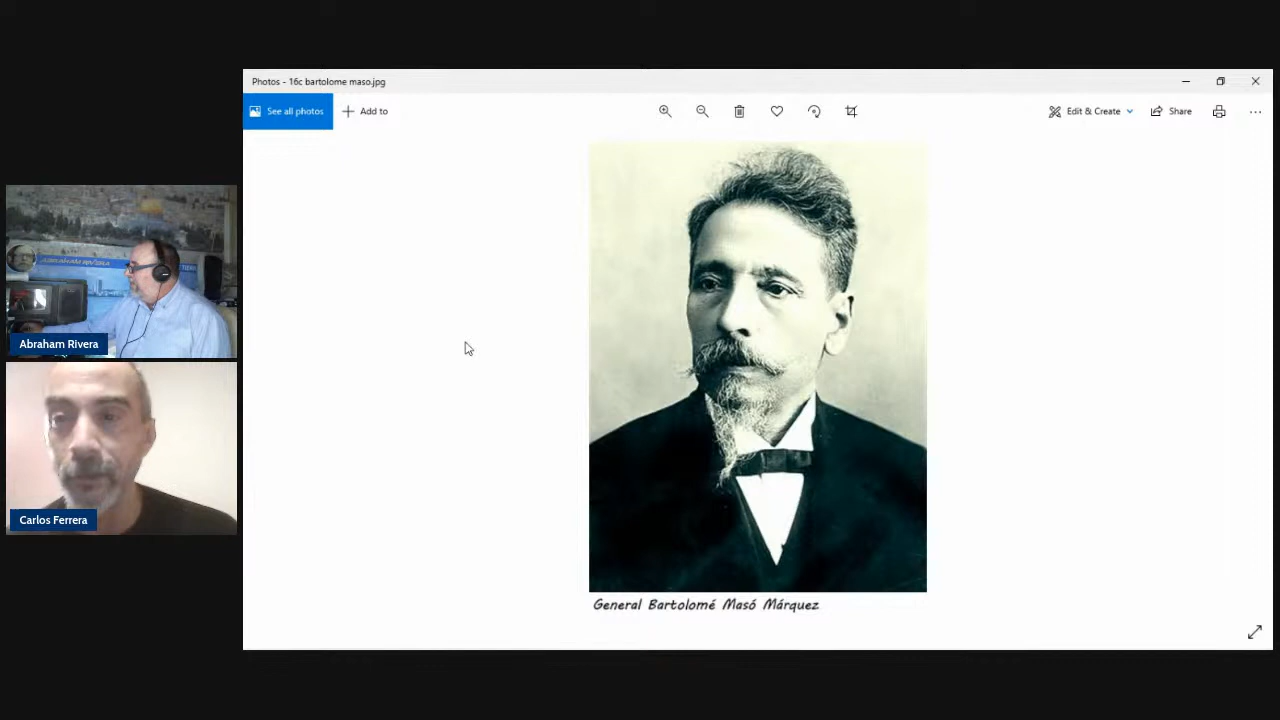 Photos - 16c bartolome maso.jpg
See all photos
Add to
Edit & Create
Share
Abraham Rivera
Carlos Ferrera
General Bartolomé Masó Márquez